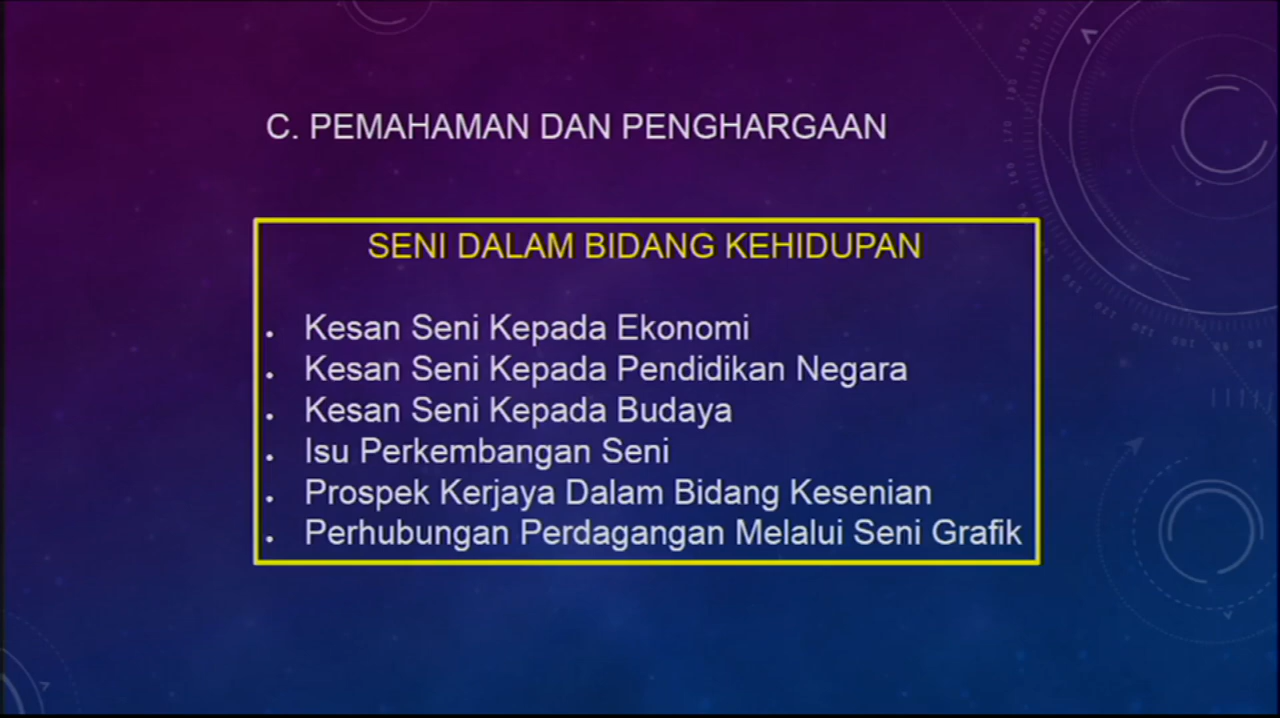 C. PEMAHAMAN DAN PENGHARGAAN
SENI DALAM BIDANG KEHIDUPAN
• Kesan Seni Kepada Ekonomi
• Kesan Seni Kepada Pendidikan Negara
• Kesan Seni Kepada Budaya
• Isu Perkembangan Seni
• Prospek Kerjaya Dalam Bidang Kesenian
• Perhubungan Perdagangan Melalui Seni Grafik